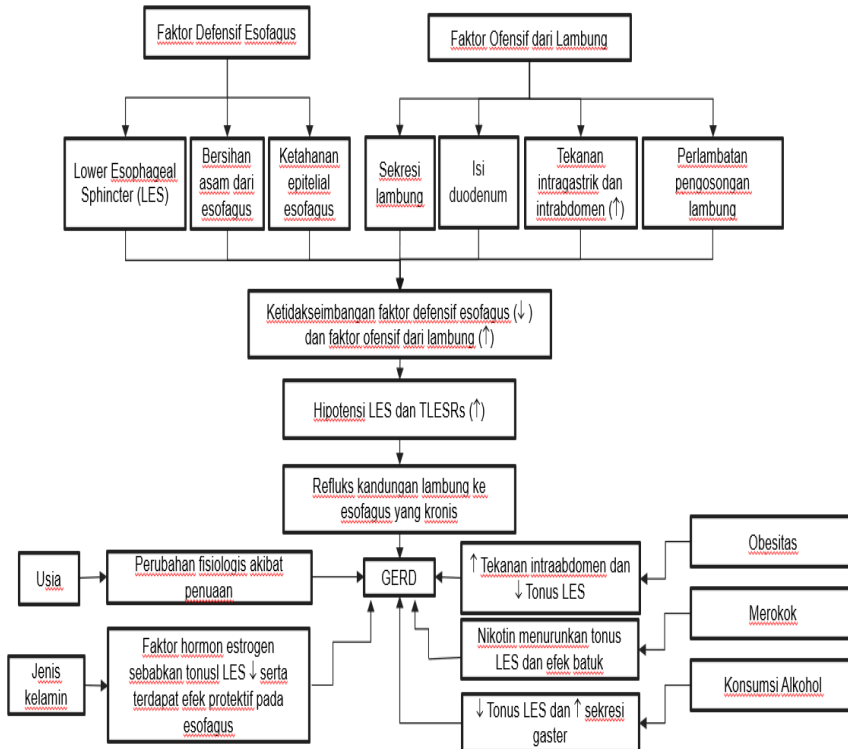 Faktor Defensif Esofagus
Faktor Ofensif dari Lambung
Lower Esophageal
Sphincter (LES)
Bersihan
asam dari
esofagus
Ketahanan
epitelial
esofagus
Sekresi
lambung
Isi
duodenum
Tekanan
intragastrik dan
intrabdomen (↑)
Perlambatan
pengosongan
lambung
Ketidakseimbangan faktor defensif esofagus (↓)
dan faktor ofensif dari lambung (↑)
Hipotensi LES dan TLESRs (↑)
Refluks kandungan lambung ke
esofagus yang kronis
Usia
Perubahan fisiologis akibat
penuaan
GERD
↑ Tekanan intraabdomen dan
↓ Tonus LES
Obesitas
Jenis
kelamin
Faktor hormon estrogen
sebabkan tonusl LES ↓ serta
terdapat efek protektif pada
esofagus
Nikotin menurunkan tonus
LES dan efek batuk
Merokok
↓ Tonus LES dan ↑ sekresi
gaster
Konsumsi Alkohol